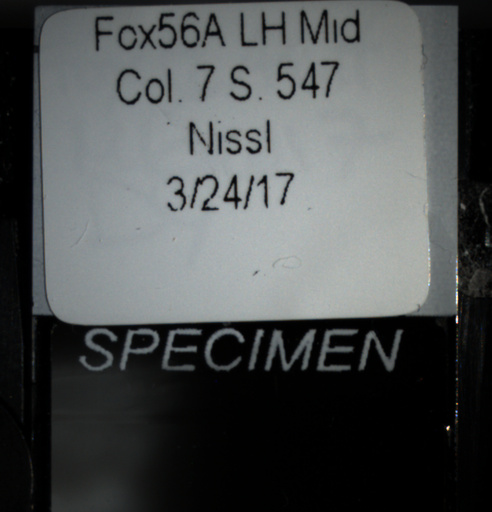 Fox56A LH Mid
Col. 7 S. 547
Nissl
3/24/17
SPECIMEN